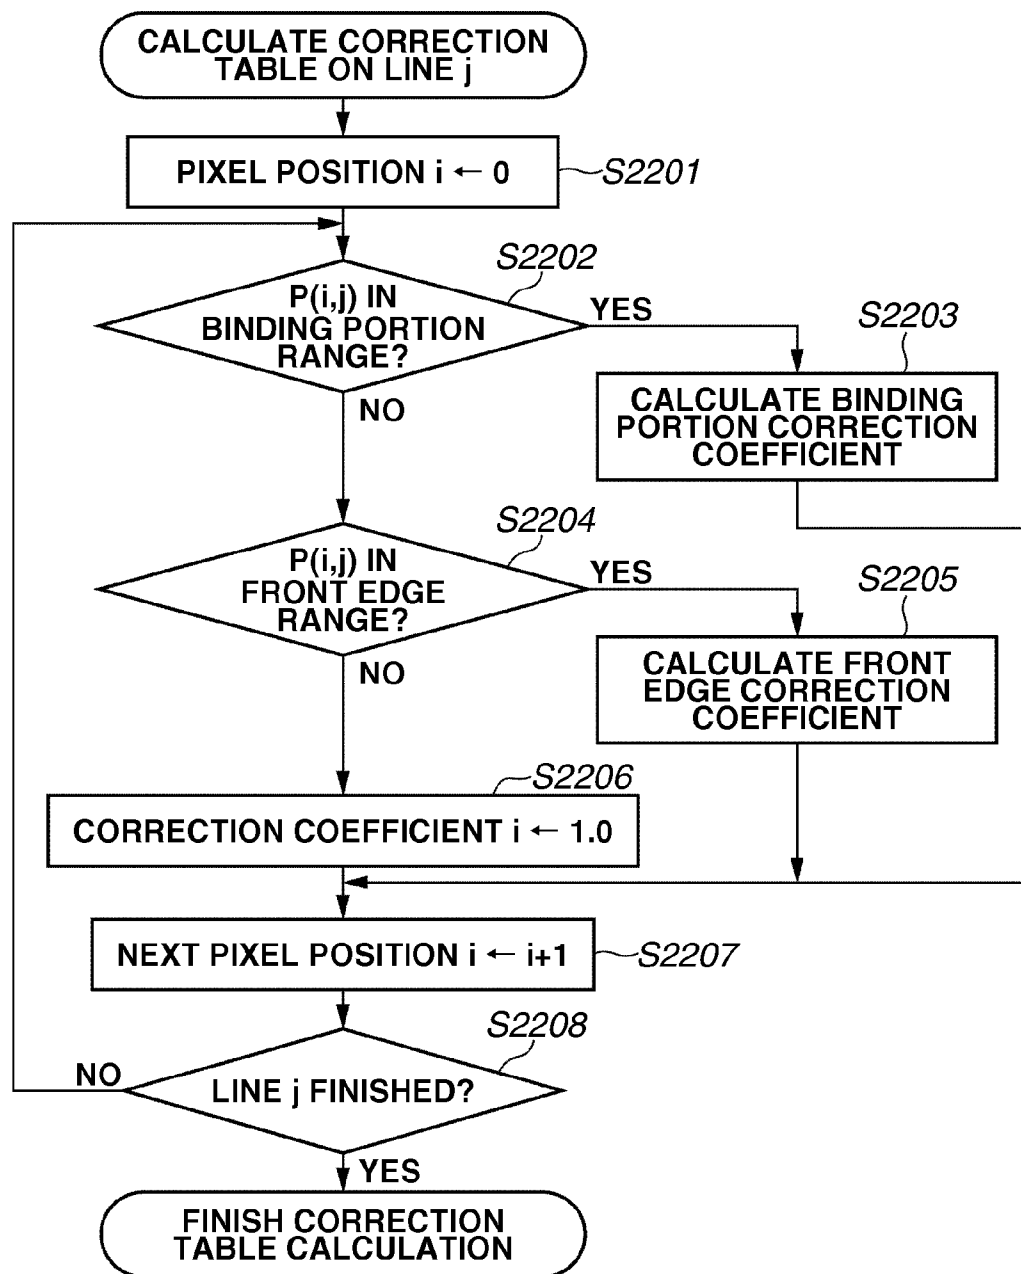 CALCULATE CORRECTION
TABLE ON LINE j
PIXEL POSITION i ← 0
S2201
S2202
P(i,j) IN
BINDING PORTION
RANGE?
YES
NO
S2203
CALCULATE BINDING
PORTION CORRECTION
COEFFICIENT
S2204
P(i,j) IN
FRONT EDGE
RANGE?
YES
NO
S2205
CALCULATE FRONT
EDGE CORRECTION
COEFFICIENT
S2206
CORRECTION COEFFICIENT i ← 1.0
NEXT PIXEL POSITION i ← i+1
S2207
S2208
LINE j FINISHED?
NO
YES
FINISH CORRECTION
TABLE CALCULATION